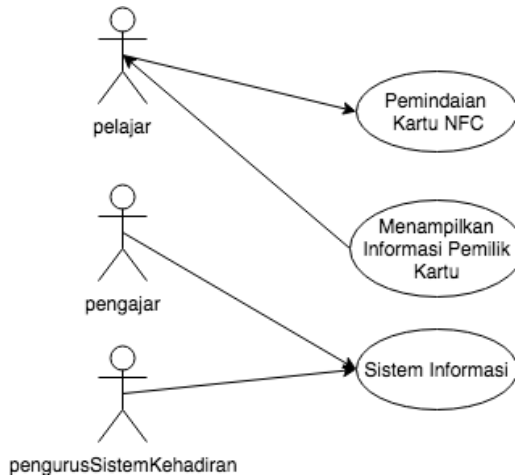 pelajar
Pemindaian
Kartu NFC
Menampilkan
Informasi Pemilik
Kartu
pengajar
Sistem Informasi
pengurusSistemKehadiran